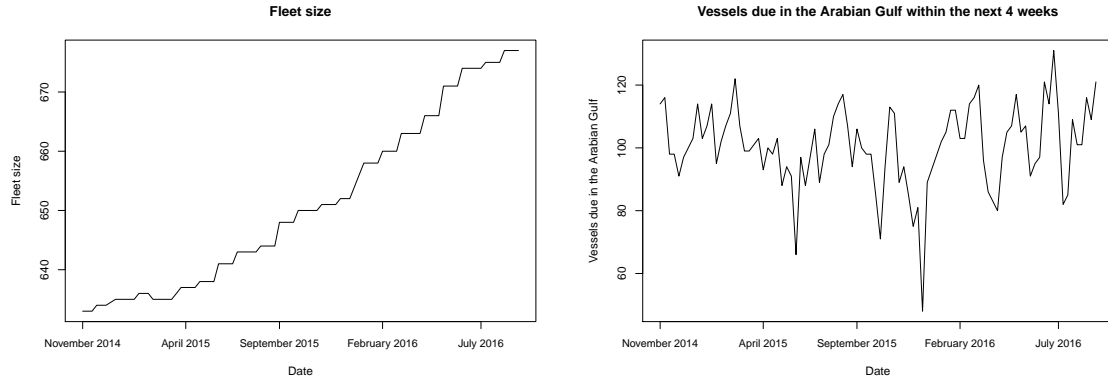 Fleet size
Fleet size
670
660
650
640
November 2014 April 2015 September 2015 February 2016 July 2016
Date
Vessels due in the Arabian Gulf within the next 4 weeks
Vessels due in the Arabian Gulf
120
100
80
60
November 2014 April 2015 September 2015 February 2016 July 2016
Date